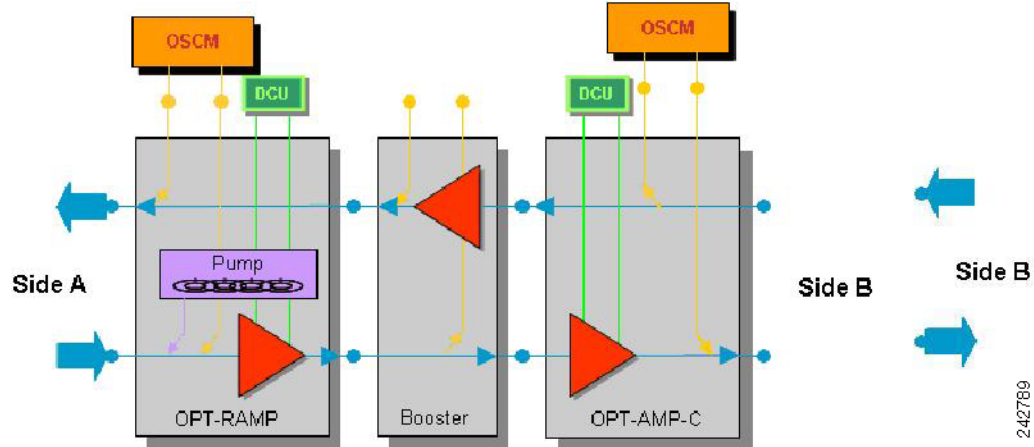 OSCM
OSCM
DCU
DCU
Pump
Side A
Side B
Side B
OPT-RAMP
Booster
OPT-AMP-C
242789